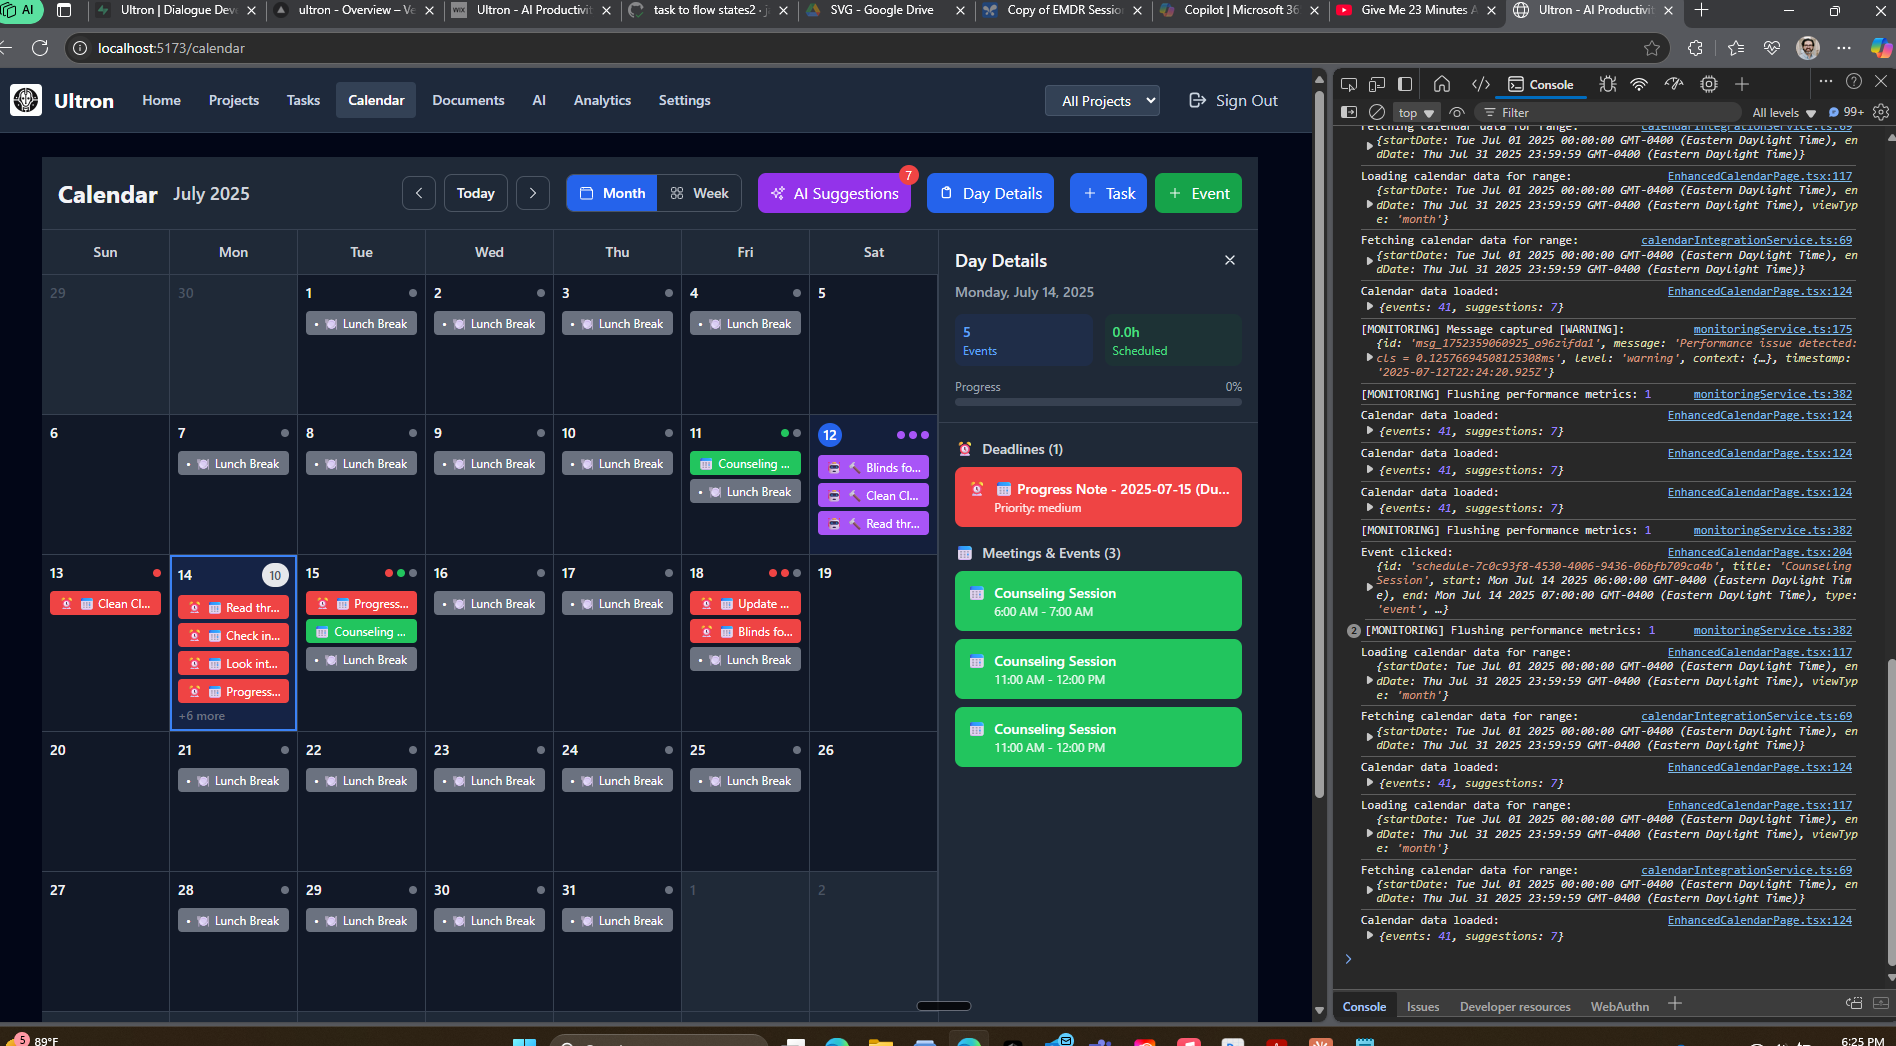 AI
Ultron | Dialogue Dev
ultron - Overview – Ve
WIX
Ultron - AI Productivit
task to flow states2 · j
SVG - Google Drive
Copy of EMDR Session
Copilot | Microsoft 36
Give Me 23 Minutes A
Ultron - AI Productivit
localhost:5173/calendar
Ultron
Home
Projects
Tasks
Calendar
Documents
AI
Analytics
Settings
All Projects
Sign Out
Calendar
July 2025
Today
Month
Week
AI Suggestions
7
Day Details
+ Task
+ Event
Sun
Mon
Tue
Wed
Thu
Fri
Sat
29
30
1
Lunch Break
2
Lunch Break
3
Lunch Break
4
Lunch Break
5
6
7
Lunch Break
8
Lunch Break
9
Lunch Break
10
Lunch Break
11
Counseling ...
Lunch Break
12
Blinds fo...
Clean Cl...
Read thr...
13
Clean Cl...
14
10
Read thr...
Check in...
Look int...
Progress...
+6 more
15
Progress...
Counseling ...
Lunch Break
16
Lunch Break
17
Lunch Break
18
Update ...
Blinds fo...
Lunch Break
19
20
21
Lunch Break
22
Lunch Break
23
Lunch Break
24
Lunch Break
25
Lunch Break
26
27
28
Lunch Break
29
Lunch Break
30
Lunch Break
31
Lunch Break
1
2
Day Details
Monday, July 14, 2025
5
Events
0.0h
Scheduled
Progress
0%
Deadlines (1)
Progress Note - 2025-07-15 (Du...
Priority: medium
Meetings & Events (3)
Counseling Session
6:00 AM - 7:00 AM
Counseling Session
11:00 AM - 12:00 PM
Counseling Session
11:00 AM - 12:00 PM
Console
top
Filter
All levels
99+
Fetching calendar data for range: calendarIntegrationService.ts:69
{startDate: Tue Jul 01 2025 00:00:00 GMT-0400 (Eastern Daylight Time), en
dDate: Thu Jul 31 2025 23:59:59 GMT-0400 (Eastern Daylight Time)}
Loading calendar data for range: EnhancedCalendarPage.tsx:117
{startDate: Tue Jul 01 2025 00:00:00 GMT-0400 (Eastern Daylight Time), en
dDate: Thu Jul 31 2025 23:59:59 GMT-0400 (Eastern Daylight Time), viewTyp
e: 'month'}
Fetching calendar data for range: calendarIntegrationService.ts:69
{startDate: Tue Jul 01 2025 00:00:00 GMT-0400 (Eastern Daylight Time), en
dDate: Thu Jul 31 2025 23:59:59 GMT-0400 (Eastern Daylight Time)}
Calendar data loaded: EnhancedCalendarPage.tsx:124
{events: 41, suggestions: 7}
[MONITORING] Message captured [WARNING]: monitoringService.ts:175
{id: 'msg_1752359060925_o96zifda1', message: 'Performance issue detected:
cls = 0.12576694508125308ms', level: 'warning', context: {…}, timestamp:
'2025-07-12T22:24:20.925Z'}
[MONITORING] Flushing performance metrics: 1 monitoringService.ts:382
Calendar data loaded: EnhancedCalendarPage.tsx:124
{events: 41, suggestions: 7}
Calendar data loaded: EnhancedCalendarPage.tsx:124
{events: 41, suggestions: 7}
Calendar data loaded: EnhancedCalendarPage.tsx:124
{events: 41, suggestions: 7}
[MONITORING] Flushing performance metrics: 1 monitoringService.ts:382
Event clicked: EnhancedCalendarPage.tsx:204
{id: 'schedule-7c0c93f8-4530-4006-9436-06bfb709ca4b', title: 'Counseling
Session', start: Mon Jul 14 2025 06:00:00 GMT-0400 (Eastern Daylight Tim
e), end: Mon Jul 14 2025 07:00:00 GMT-0400 (Eastern Daylight Time), type:
'event', …}
2 [MONITORING] Flushing performance metrics: 1 monitoringService.ts:382
Loading calendar data for range: EnhancedCalendarPage.tsx:117
{startDate: Tue Jul 01 2025 00:00:00 GMT-0400 (Eastern Daylight Time), en
dDate: Thu Jul 31 2025 23:59:59 GMT-0400 (Eastern Daylight Time), viewTyp
e: 'month'}
Fetching calendar data for range: calendarIntegrationService.ts:69
{startDate: Tue Jul 01 2025 00:00:00 GMT-0400 (Eastern Daylight Time), en
dDate: Thu Jul 31 2025 23:59:59 GMT-0400 (Eastern Daylight Time)}
Calendar data loaded: EnhancedCalendarPage.tsx:124
{events: 41, suggestions: 7}
Loading calendar data for range: EnhancedCalendarPage.tsx:117
{startDate: Tue Jul 01 2025 00:00:00 GMT-0400 (Eastern Daylight Time), en
dDate: Thu Jul 31 2025 23:59:59 GMT-0400 (Eastern Daylight Time), viewTyp
e: 'month'}
Fetching calendar data for range: calendarIntegrationService.ts:69
{startDate: Tue Jul 01 2025 00:00:00 GMT-0400 (Eastern Daylight Time), en
dDate: Thu Jul 31 2025 23:59:59 GMT-0400 (Eastern Daylight Time)}
Calendar data loaded: EnhancedCalendarPage.tsx:124
{events: 41, suggestions: 7}
Console
Issues
Developer resources
WebAuthn
5
89°F
6:25 PM